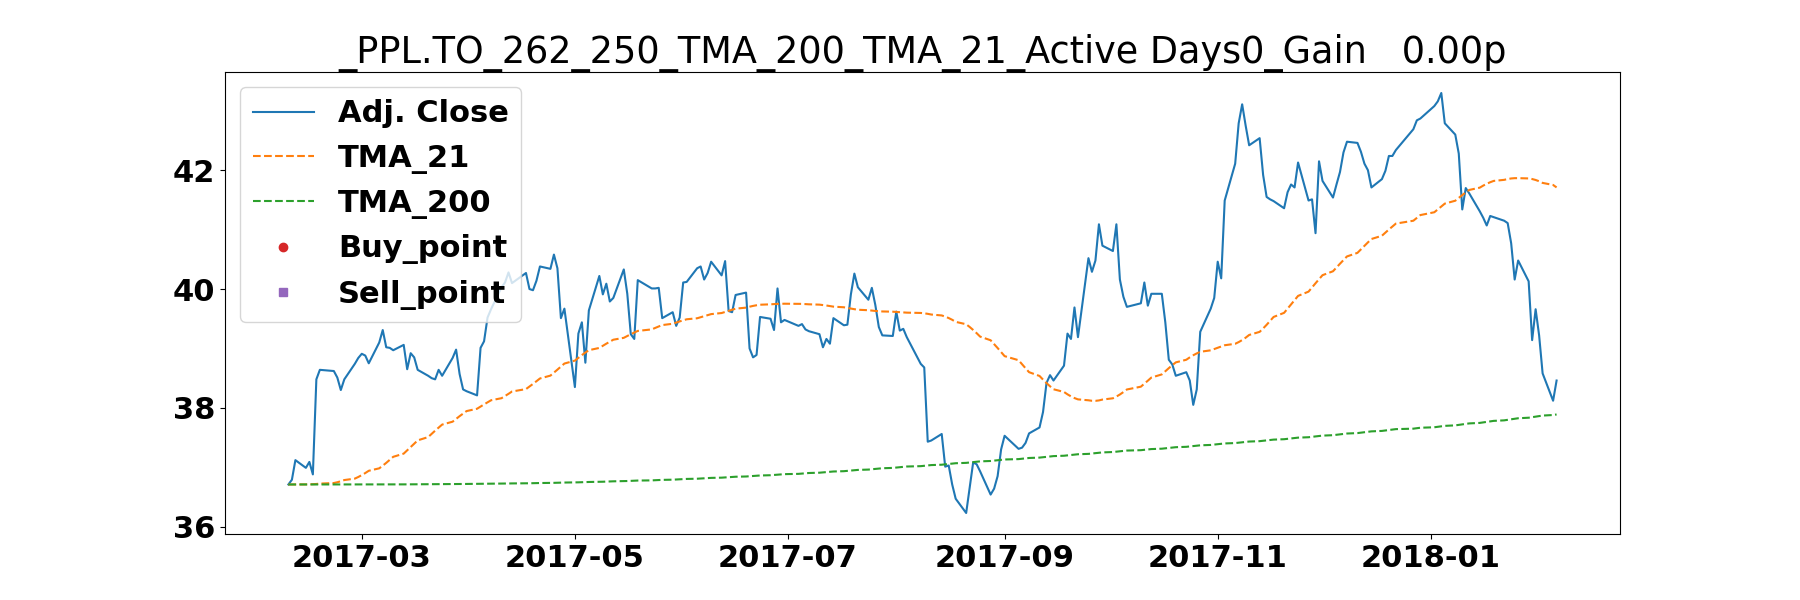 _PPL.TO_262_250_TMA_200_TMA_21_Active Days0_Gain   0.00p
Adj. Close
TMA_21
TMA_200
Buy_point
Sell_point
42
40
38
36
2017-03 2017-05 2017-07 2017-09 2017-11 2018-01